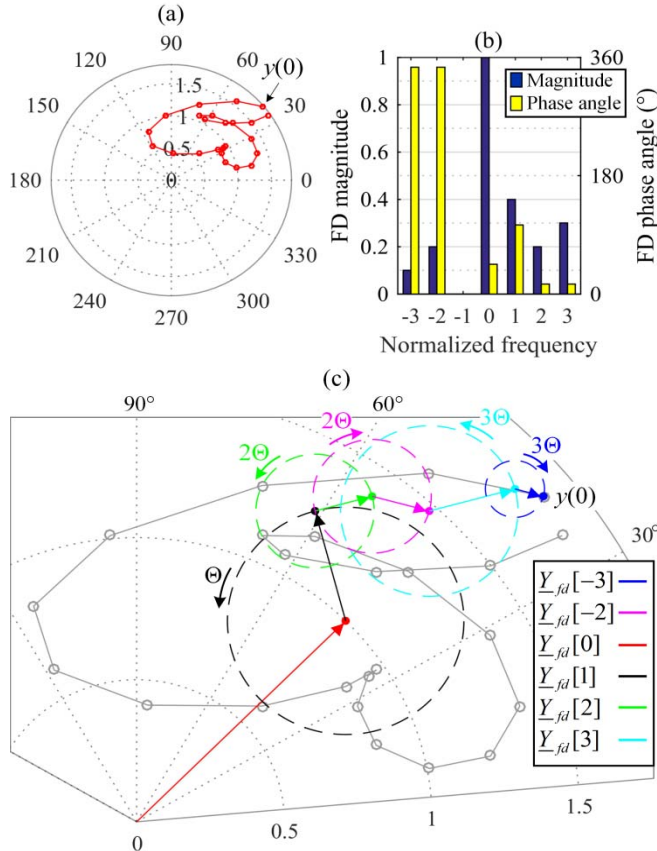 (a)
90
120
60
y(0)
1.5
150
30
1
0.5
180
0
0
210
330
240
300
270
(b)
1
360
Magnitude
Phase angle
0.8
0.6
180
0.4
0.2
0
0
FD magnitude
FD phase angle (°)
-3 -2 -1 0 1 2 3
Normalized frequency
(c)
90°
60°
2Θ
3Θ
2Θ
3Θ
y(0)
30°
Θ
Y_fd[−3]
Y_fd[−2]
Y_fd[0]
Y_fd[1]
Y_fd[2]
Y_fd[3]
0
0.5
1
1.5